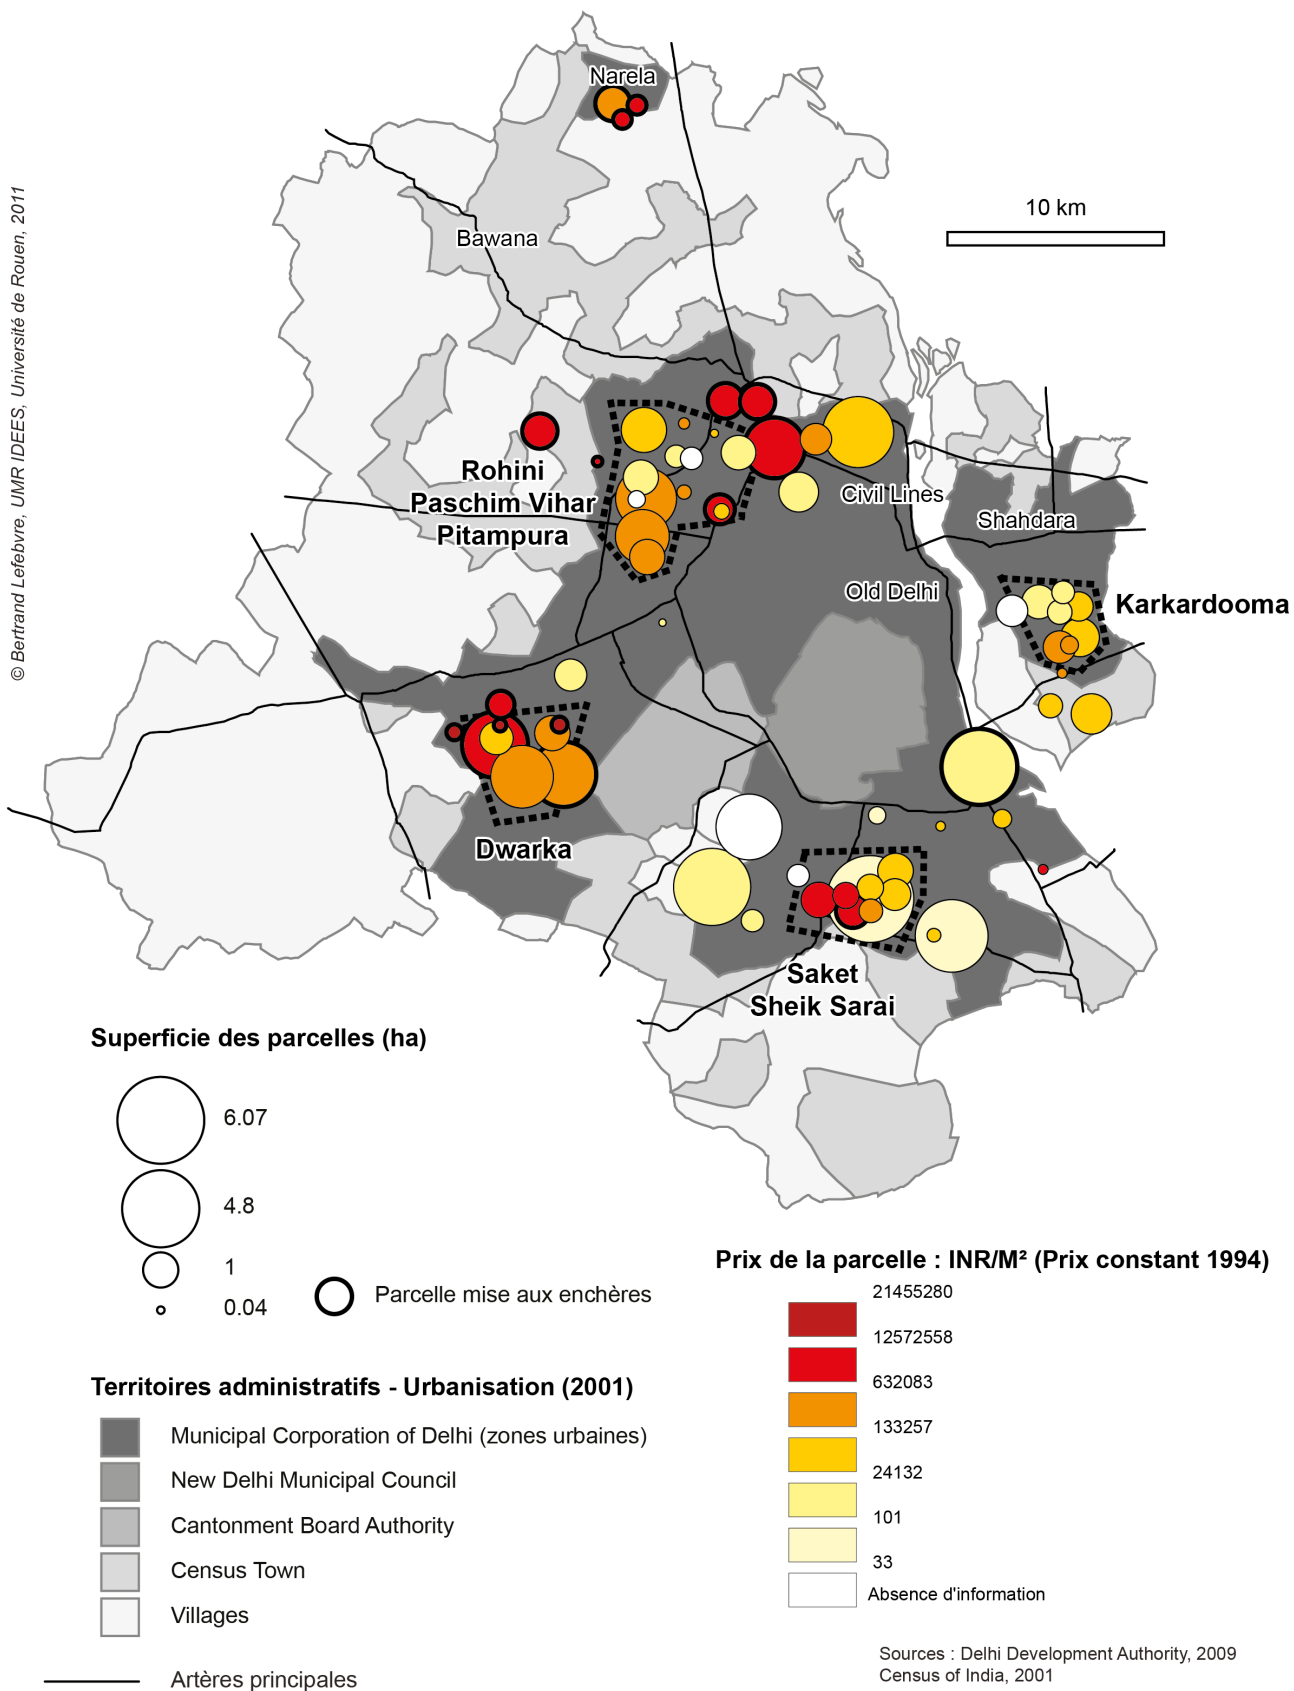 Narela
© Bertrand Lefebvre, UMR IDEES, Université de Rouen, 2011
10 km
Bawana
Rohini
Paschim Vihar
Pitampura
Civil Lines
Shahdara
Old Delhi
Karkardooma
Dwarka
Saket
Sheik Sarai
Superficie des parcelles (ha)
6.07
4.8
1
0.04
Parcelle mise aux enchères
Prix de la parcelle : INR/M² (Prix constant 1994)
21455280
12572558
632083
133257
24132
101
33
Absence d'information
Territoires administratifs - Urbanisation (2001)
Municipal Corporation of Delhi (zones urbaines)
New Delhi Municipal Council
Cantonment Board Authority
Census Town
Villages
Artères principales
Sources : Delhi Development Authority, 2009
Census of India, 2001